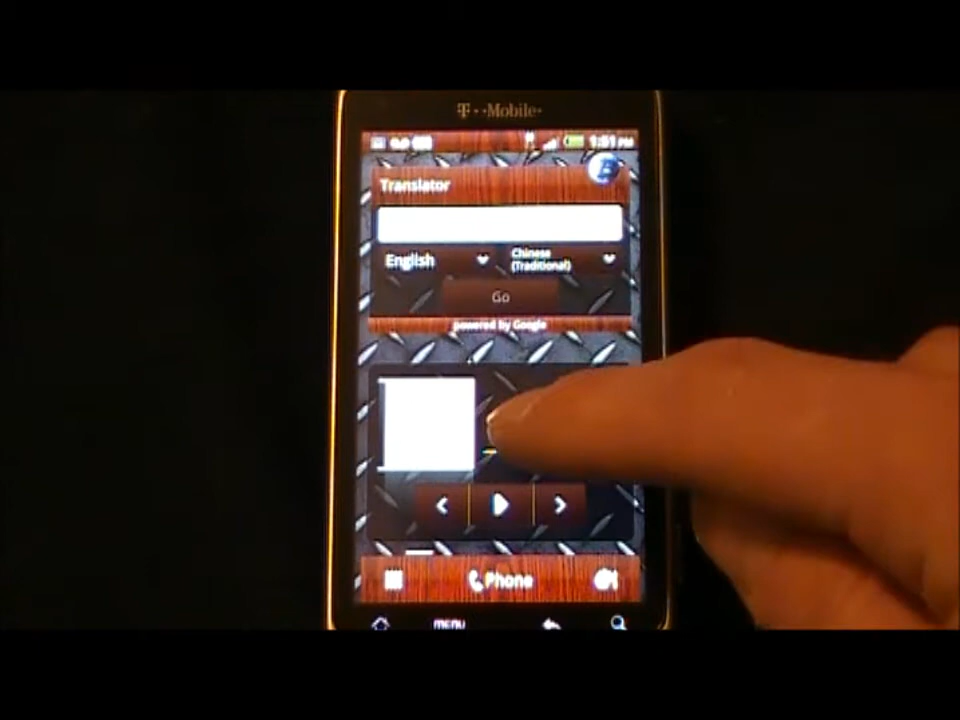 T··Mobile·
Translator
English
Chinese
(Traditional)
Go
powered by Google
Phone
menu